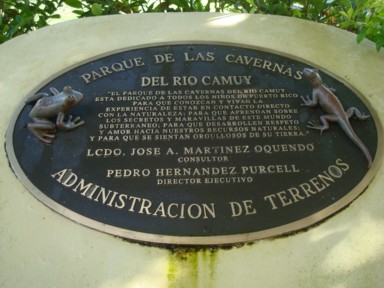 PARQUE DE LAS CAVERNAS
DEL RIO CAMUY
"EL PARQUE DE LAS CAVERNAS DEL RIO CAMUY
ESTA DEDICADO A TODOS LOS NIÑOS DE PUERTO RICO
PARA QUE CONOZCAN Y VIVAN LA
EXPERIENCIA DE ESTAR EN CONTACTO DIRECTO
CON LA NATURALEZA; PARA QUE APRENDAN SOBRE
LOS SECRETOS Y MARAVILLAS DE ESTE MUNDO
SUBTERRANEO; PARA QUE DESARROLLEN RESPETO
Y AMOR HACIA NUESTROS RECURSOS NATURALES;
Y PARA QUE SE SIENTAN ORGULLOSOS DE SU TIERRA."
LCDO. JOSE A. MARTINEZ OQUENDO
CONSULTOR
PEDRO HERNANDEZ PURCELL
DIRECTOR EJECUTIVO
ADMINISTRACION DE TERRENOS